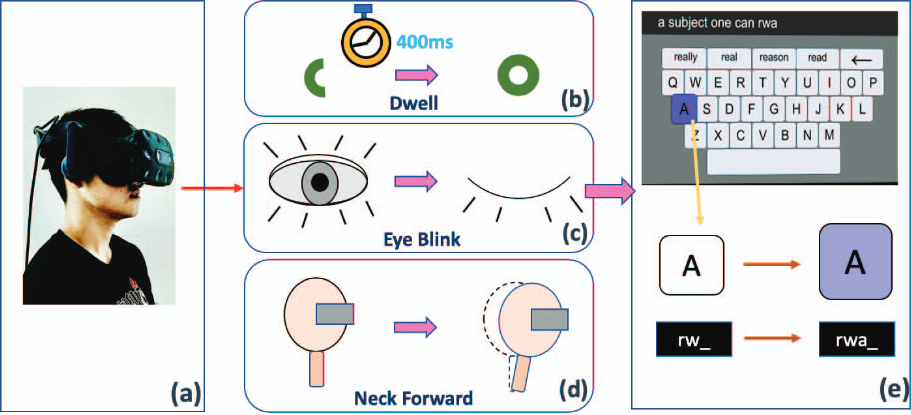 (a)
400ms
Dwell
(b)
Eye Blink
(c)
Neck Forward
(d)
a subject one can rwa
really real reason read ←
Q W E R T Y U I O P
A S D F G H J K L
Z X C V B N M
A A
rw_ rwa_
(e)